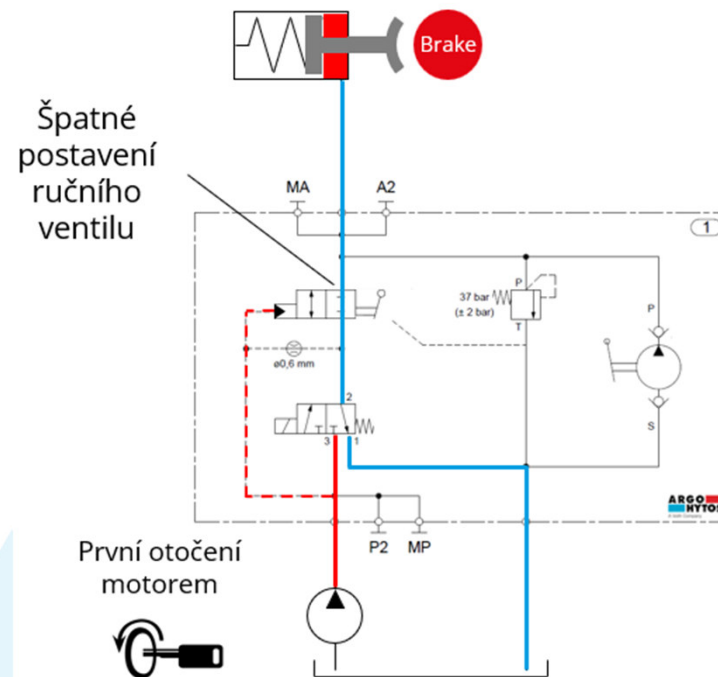 Brake
Špatné
postavení
ručního
ventilu
MA
A2
1
P
37 bar
(± 2 bar)
T
P
ø0,6 mm
2
S
3
1
ARGO
HYTOS
P2
MP
První otočení
motorem